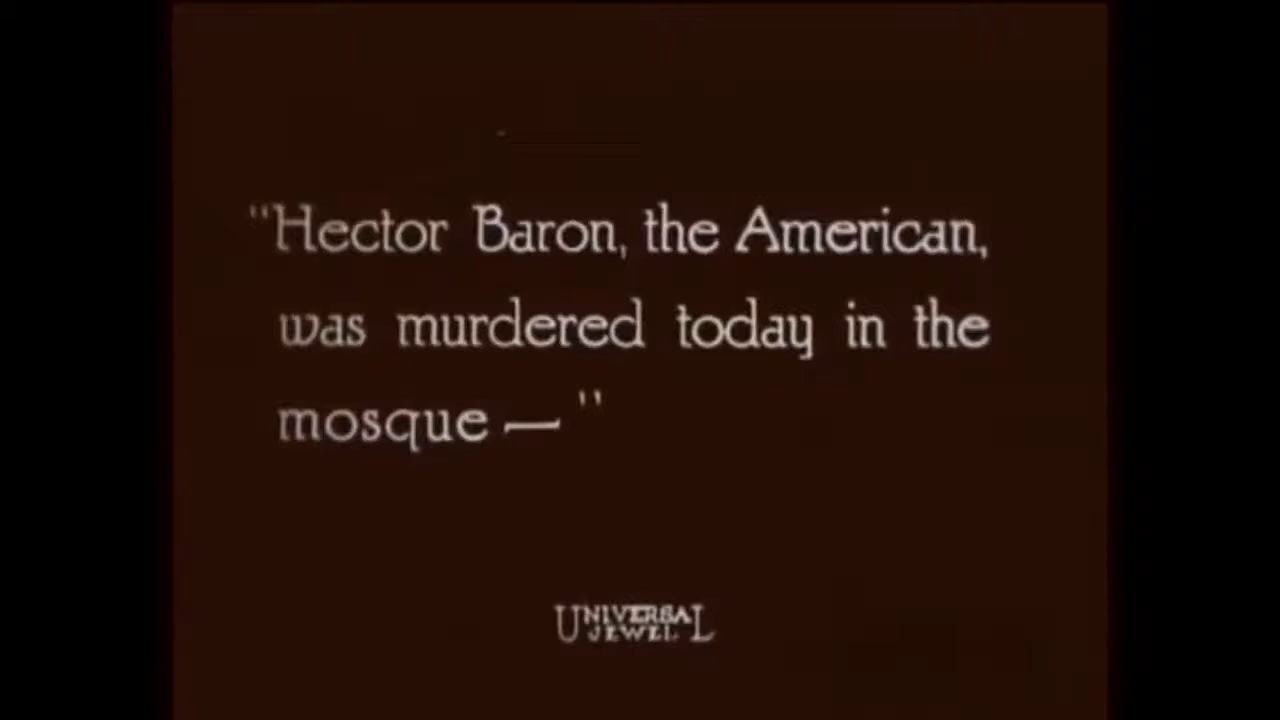 "Hector Baron, the American,
was murdered today in the
mosque — "
UNIVERSAL
JEWEL